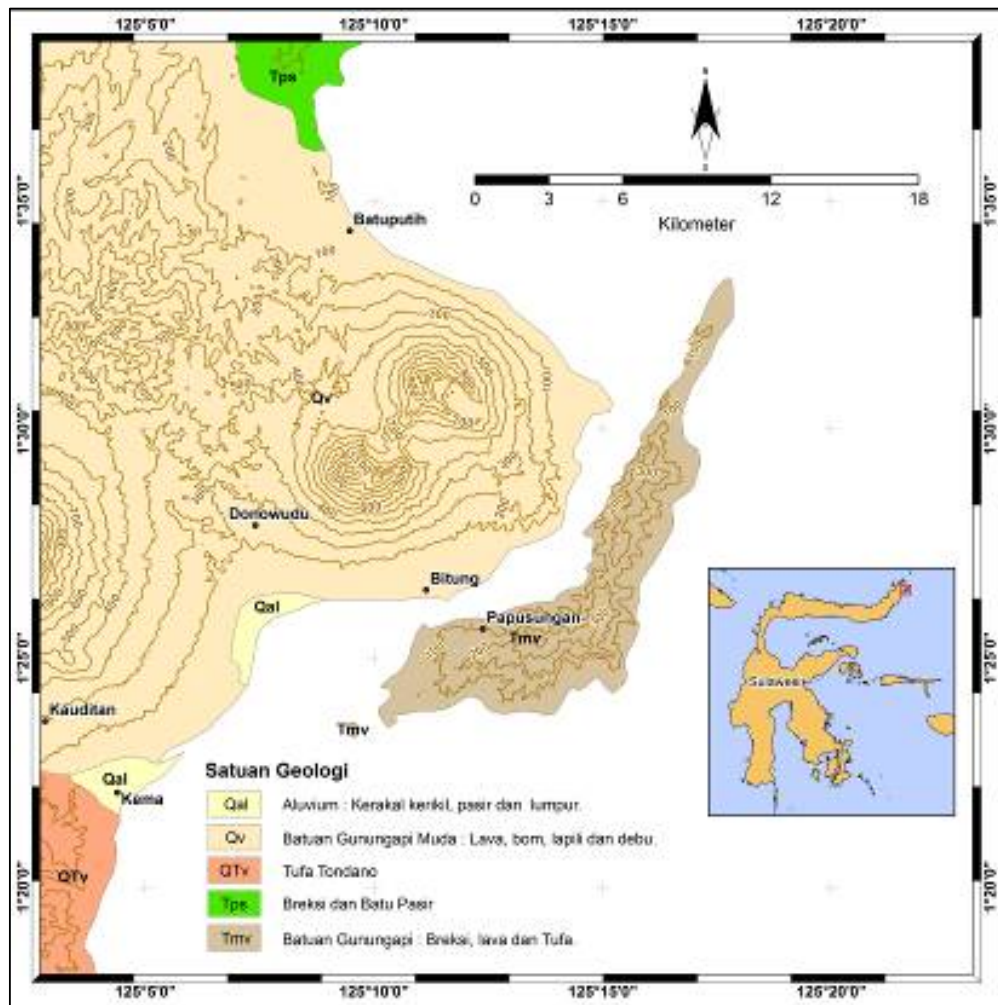 125°5'0" 125°10'0" 125°15'0" 125°20'0"
Tps
0 3 6 12 18
Kilometer
1°35'0" 1°35'0"
Batuputih
Qv
1°30'0" 1°30'0"
Donowudu
Bitung
Qal
Papusungan
Tmv
1°25'0" 1°25'0"
Kauditan
Tmv
Qal
Kema
QTv
1°20'0" 1°20'0"
Satuan Geologi
Qal Aluvium : Kerakal kerikil, pasir dan lumpur.
Qv Batuan Gunungapi Muda : Lava, bom, lapili dan debu.
QTv Tufa Tondano
Tps Breksi dan Batu Pasir
Tmv Batuan Gunungapi : Breksi, lava dan Tufa.
125°5'0" 125°10'0" 125°15'0" 125°20'0"